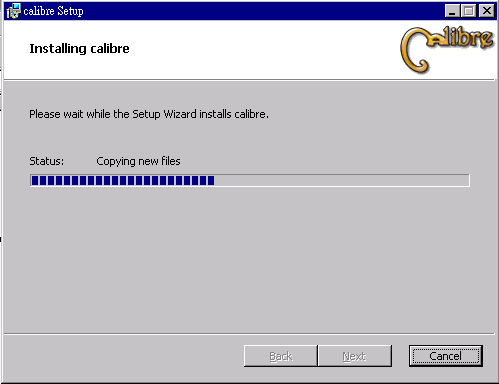 calibre Setup
Installing calibre
Calibre
Please wait while the Setup Wizard installs calibre.
Status: Copying new files
Back Next Cancel